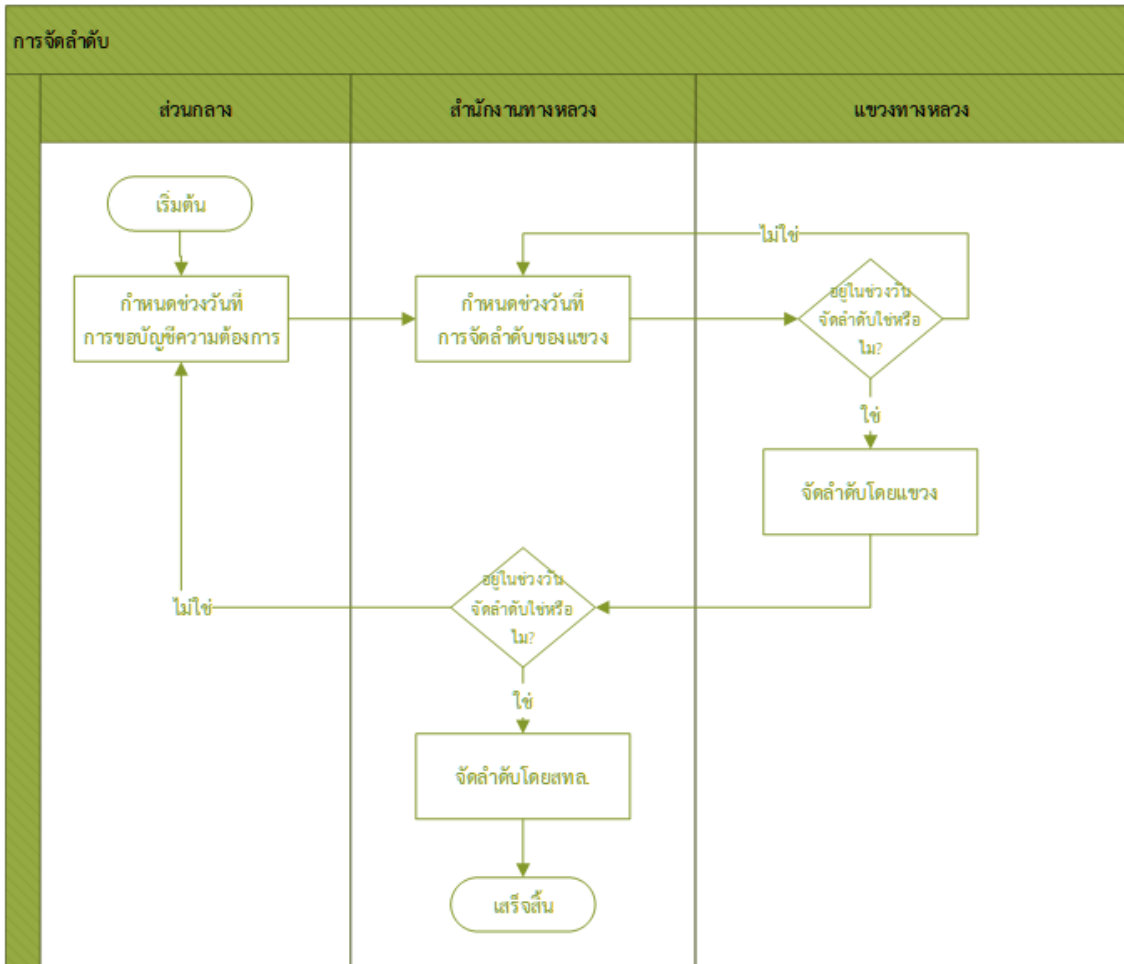 การจัดลำดับ
ส่วนกลาง
สำนักงานทางหลวง
แขวงทางหลวง
เริ่มต้น
ไม่ใช่
กำหนดช่วงวันที่
การขอบัญชีความต้องการ
กำหนดช่วงวันที่
การจัดลำดับของแขวง
อยู่ในช่วงวัน
จัดลำดับใช่หรือ
ไม?
ใช่
จัดลำดับโดยแขวง
อยู่ในช่วงวัน
จัดลำดับใช่หรือ
ไม?
ไม่ใช่
ใช่
จัดลำดับโดยสทล.
เสร็จสิ้น